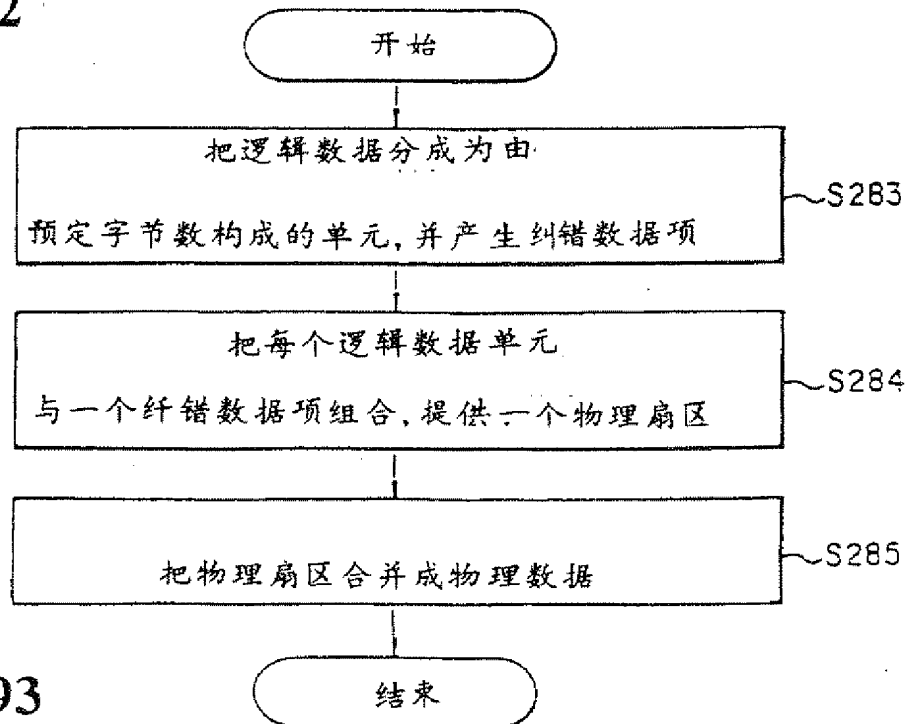 2
开始
把逻辑数据分成为由
预定字节数构成的单元,并产生纠错数据项
S283
把每个逻辑数据单元
与一个纤错数据项组合,提供一个物理扇区
S284
把物理扇区合并成物理数据
S285
结束
93